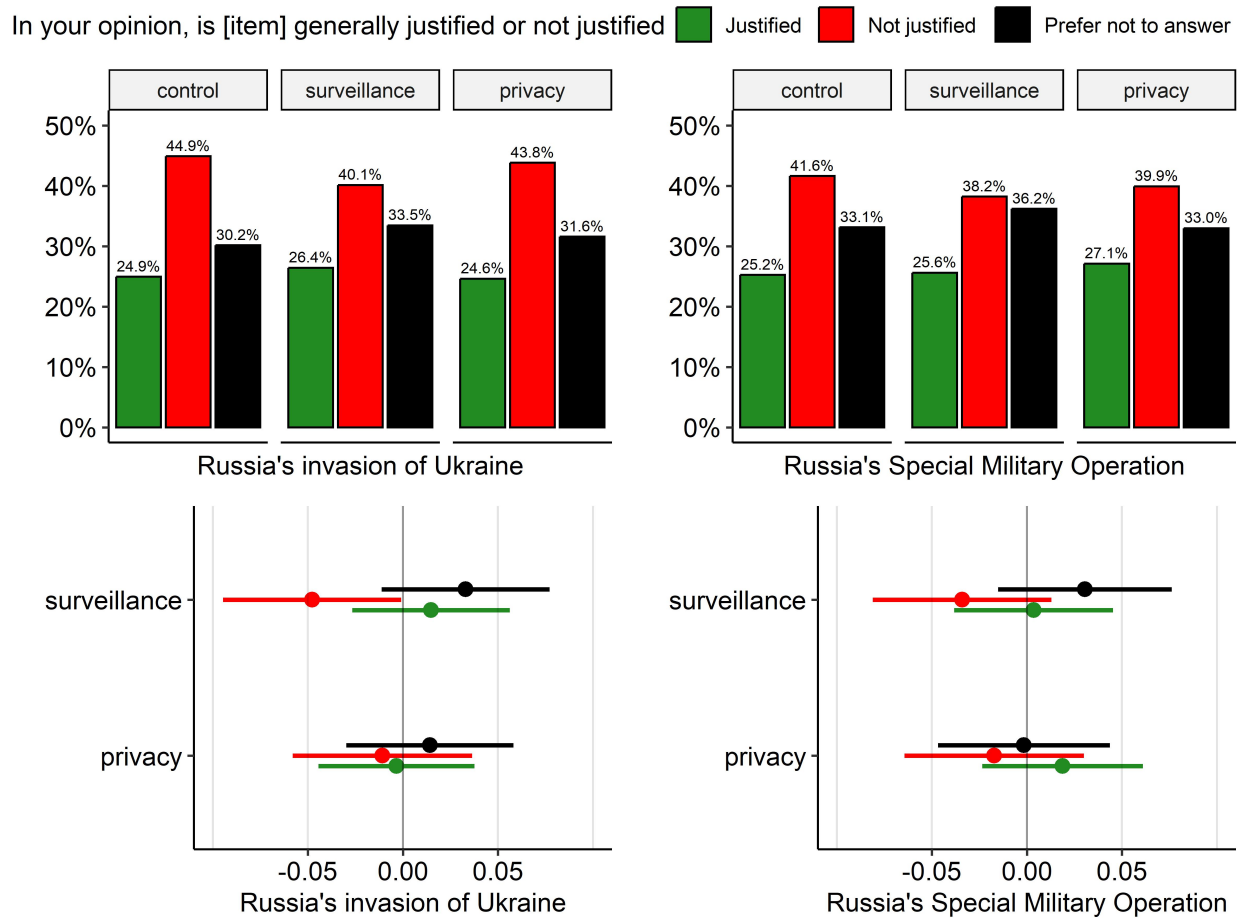 In your opinion, is [item] generally justified or not justified Justified Not justified Prefer not to answer
control surveillance privacy
50%
40%
30%
20%
10%
0%
24.9% 44.9% 30.2% 26.4% 40.1% 33.5% 24.6% 43.8% 31.6%
Russia's invasion of Ukraine
control surveillance privacy
50%
40%
30%
20%
10%
0%
25.2% 41.6% 33.1% 25.6% 38.2% 36.2% 27.1% 39.9% 33.0%
Russia's Special Military Operation
surveillance
privacy
-0.05 0.00 0.05
Russia's invasion of Ukraine
surveillance
privacy
-0.05 0.00 0.05
Russia's Special Military Operation